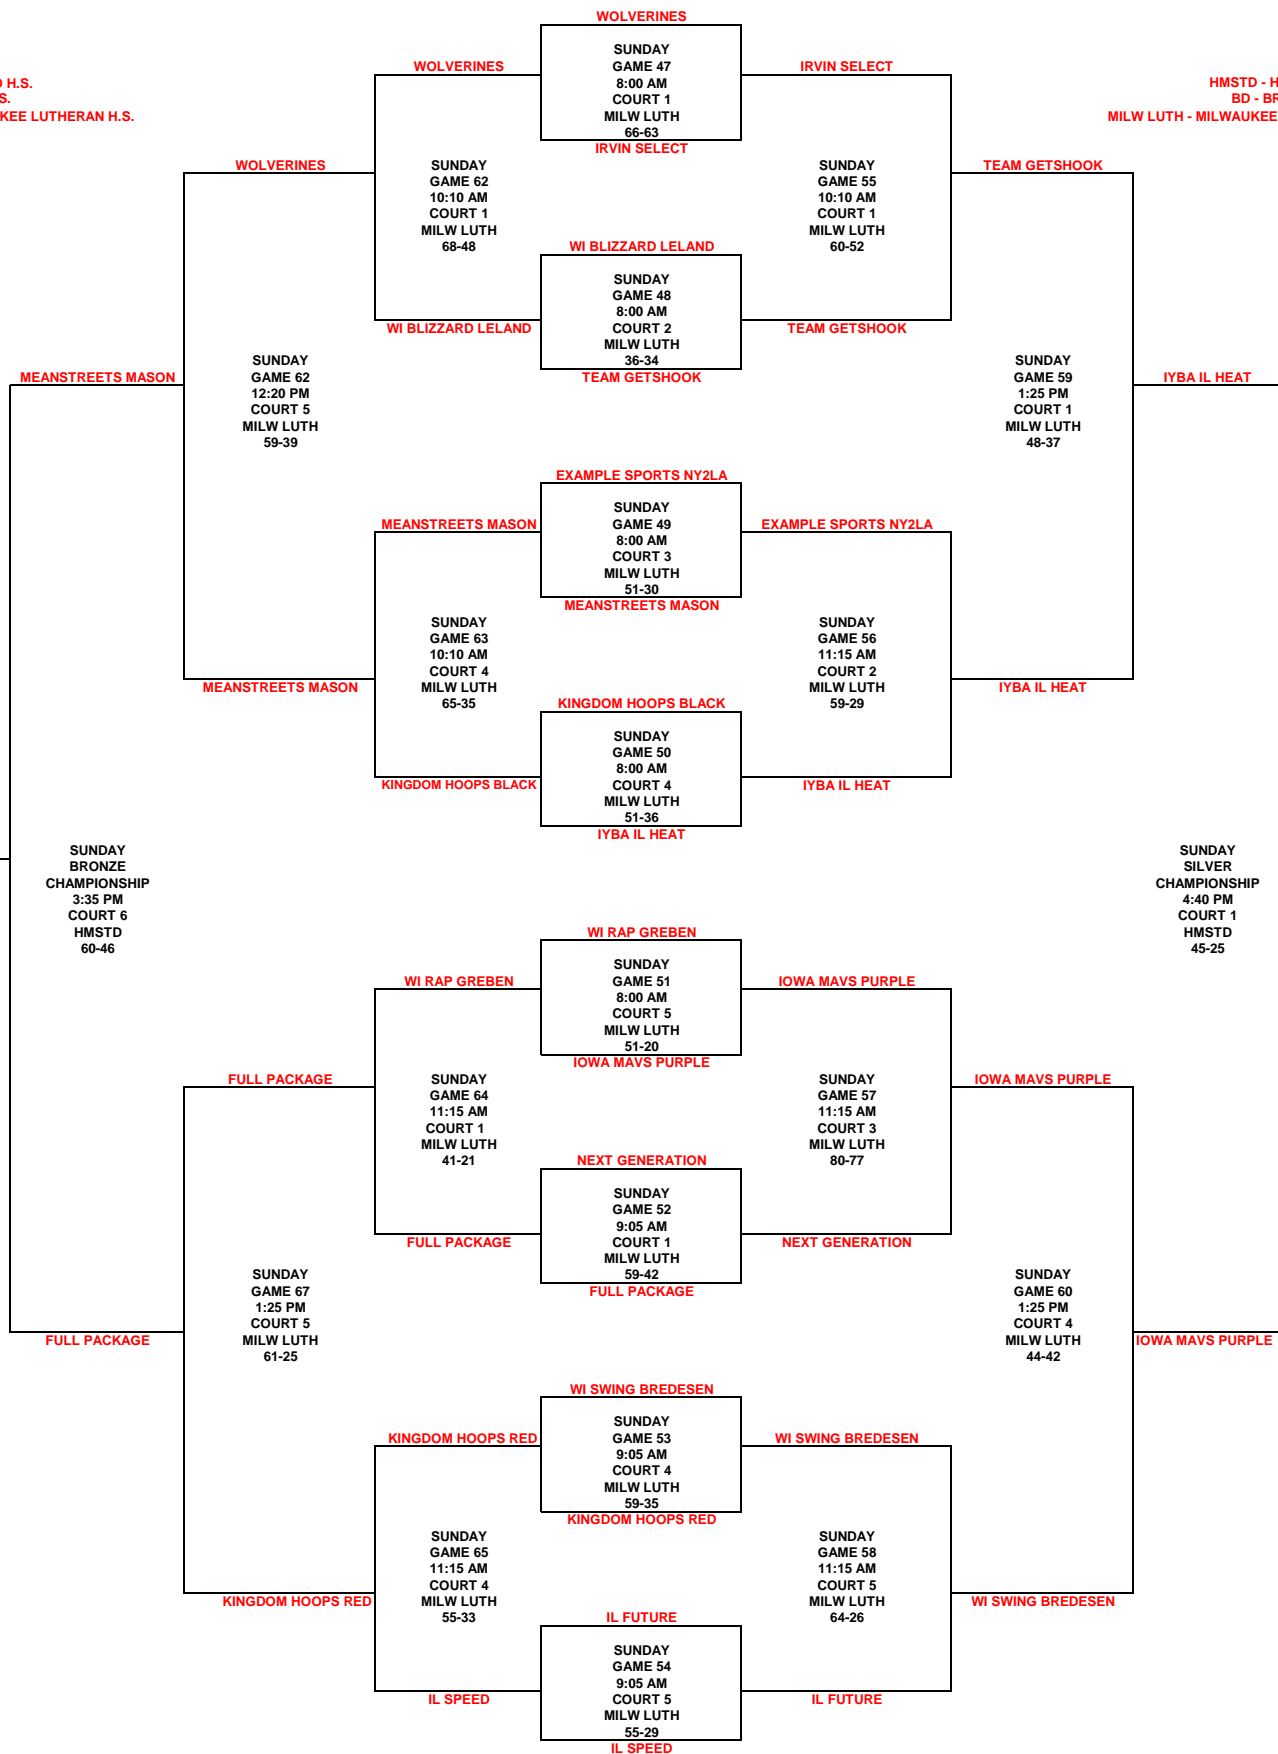 WOLVERINES
SUNDAY
GAME 47
8:00 AM
COURT 1
MILW LUTH
66-63
IRVIN SELECT
WOLVERINES
IRVIN SELECT
H.S.
S.
KEE LUTHERAN H.S.
HMSTD - H
BD - BR
MILW LUTH - MILWAUKEE
WOLVERINES
SUNDAY
GAME 62
10:10 AM
COURT 1
MILW LUTH
68-48
SUNDAY
GAME 55
10:10 AM
COURT 1
MILW LUTH
60-52
TEAM GETSHOOK
WI BLIZZARD LELAND
SUNDAY
GAME 48
8:00 AM
COURT 2
MILW LUTH
36-34
TEAM GETSHOOK
WI BLIZZARD LELAND
TEAM GETSHOOK
MEANSTREETS MASON
SUNDAY
GAME 62
12:20 PM
COURT 5
MILW LUTH
59-39
SUNDAY
GAME 59
1:25 PM
COURT 1
MILW LUTH
48-37
IYBA IL HEAT
EXAMPLE SPORTS NY2LA
SUNDAY
GAME 49
8:00 AM
COURT 3
MILW LUTH
51-30
MEANSTREETS MASON
MEANSTREETS MASON
EXAMPLE SPORTS NY2LA
SUNDAY
GAME 63
10:10 AM
COURT 4
MILW LUTH
65-35
SUNDAY
GAME 56
11:15 AM
COURT 2
MILW LUTH
59-29
MEANSTREETS MASON
IYBA IL HEAT
KINGDOM HOOPS BLACK
SUNDAY
GAME 50
8:00 AM
COURT 4
MILW LUTH
51-36
IYBA IL HEAT
KINGDOM HOOPS BLACK
IYBA IL HEAT
SUNDAY
BRONZE
CHAMPIONSHIP
3:35 PM
COURT 6
HMSTD
60-46
SUNDAY
SILVER
CHAMPIONSHIP
4:40 PM
COURT 1
HMSTD
45-25
WI RAP GREBEN
SUNDAY
GAME 51
8:00 AM
COURT 5
MILW LUTH
51-20
IOWA MAVS PURPLE
WI RAP GREBEN
IOWA MAVS PURPLE
FULL PACKAGE
SUNDAY
GAME 64
11:15 AM
COURT 1
MILW LUTH
41-21
SUNDAY
GAME 57
11:15 AM
COURT 3
MILW LUTH
80-77
IOWA MAVS PURPLE
NEXT GENERATION
SUNDAY
GAME 52
9:05 AM
COURT 1
MILW LUTH
59-42
FULL PACKAGE
FULL PACKAGE
NEXT GENERATION
SUNDAY
GAME 67
1:25 PM
COURT 5
MILW LUTH
61-25
SUNDAY
GAME 60
1:25 PM
COURT 4
MILW LUTH
44-42
FULL PACKAGE
IOWA MAVS PURPLE
WI SWING BREDESEN
SUNDAY
GAME 53
9:05 AM
COURT 4
MILW LUTH
59-35
KINGDOM HOOPS RED
KINGDOM HOOPS RED
WI SWING BREDESEN
SUNDAY
GAME 65
11:15 AM
COURT 4
MILW LUTH
55-33
SUNDAY
GAME 58
11:15 AM
COURT 5
MILW LUTH
64-26
KINGDOM HOOPS RED
WI SWING BREDESEN
IL FUTURE
SUNDAY
GAME 54
9:05 AM
COURT 5
MILW LUTH
55-29
IL SPEED
IL SPEED
IL FUTURE